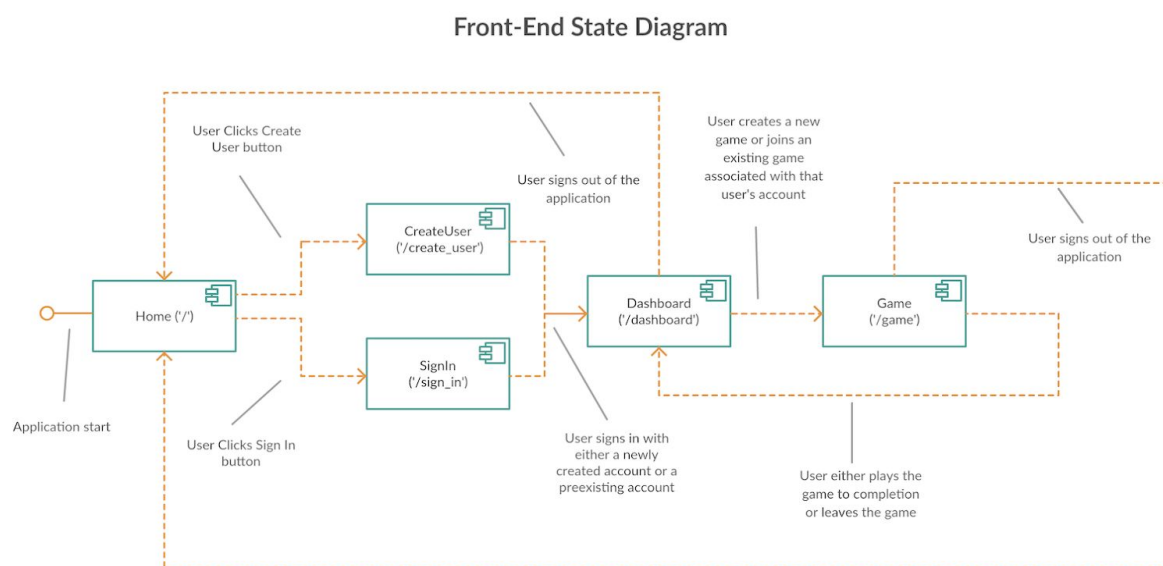 Front-End State Diagram
User Clicks Create
User button
User signs out of the
application
User creates a new
game or joins an
existing game
associated with that
user's account
User signs out of the
application
CreateUser
('/create_user')
Home ('/')
Dashboard
('/dashboard')
Game
('/game')
SignIn
('/sign_in')
Application start
User Clicks Sign In
button
User signs in with
either a newly
created account or a
preexisting account
User either plays the
game to completion
or leaves the game